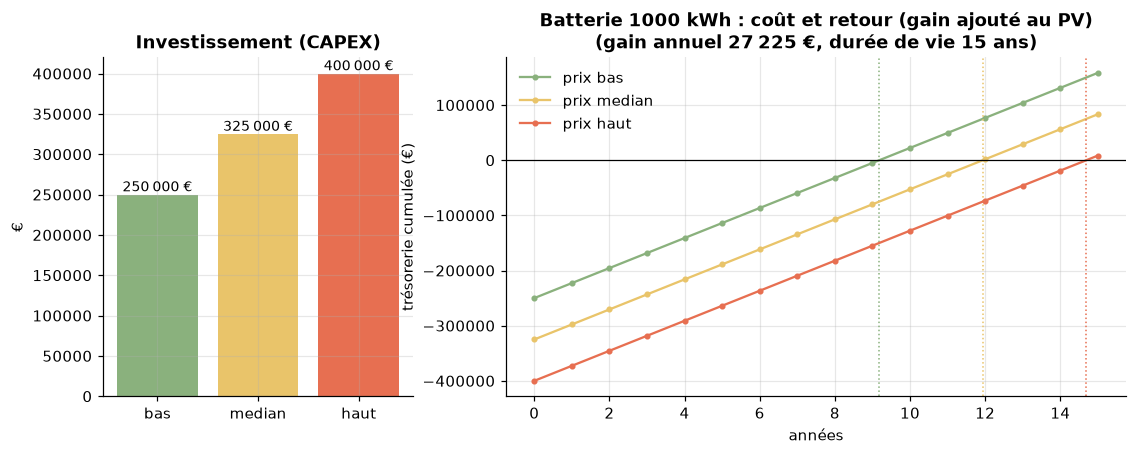 Investissement (CAPEX)
€
400000
350000
300000
250000
200000
150000
100000
50000
0
250 000 €
325 000 €
400 000 €
bas
median
haut
Batterie 1000 kWh : coût et retour (gain ajouté au PV)
(gain annuel 27 225 €, durée de vie 15 ans)
prix bas
prix median
prix haut
trésorerie cumulée (€)
100000
0
−100000
−200000
−300000
−400000
0
2
4
6
8
10
12
14
années